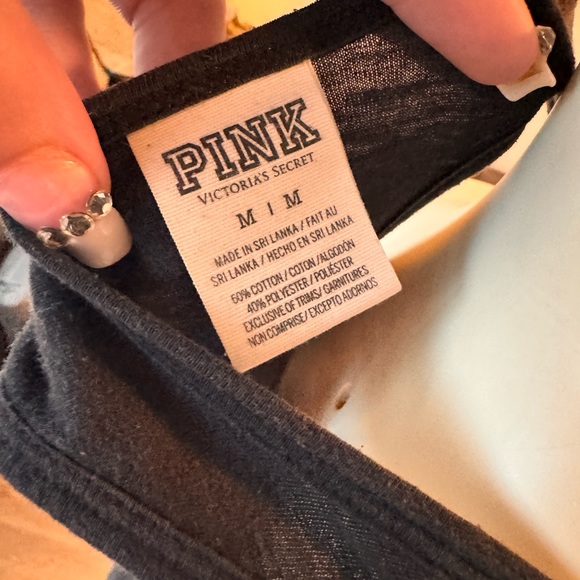 PINK
VICTORIA'S SECRET
M | M
MADE IN SRI LANKA / FAIT AU
SRI LANKA / HECHO EN SRI LANKA
60% COTTON / COTON / ALGODÓN
40% POLYESTER / POLIÉSTER
EXCLUSIVE OF TRIMS / GARNITURES
NON COMPRISE / EXCEPTO ADORNOS